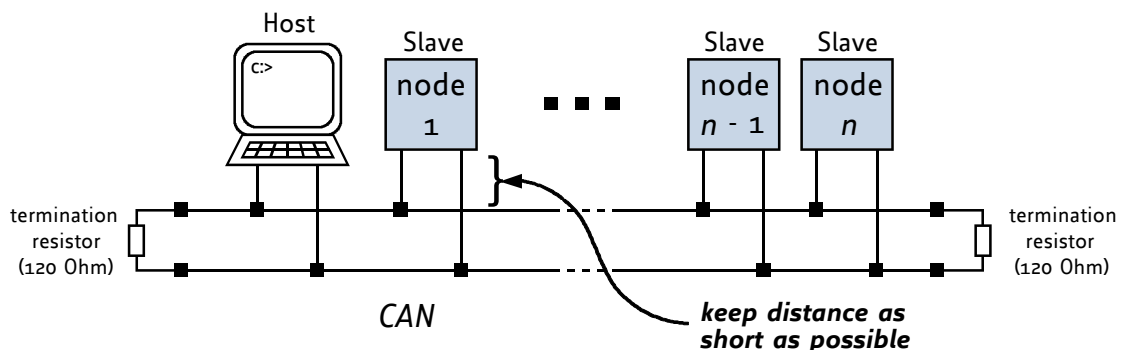 Host
C:>
Slave
node
1
Slave
node
n - 1
Slave
node
n
termination
resistor
(120 Ohm)
termination
resistor
(120 Ohm)
CAN
keep distance as
short as possible